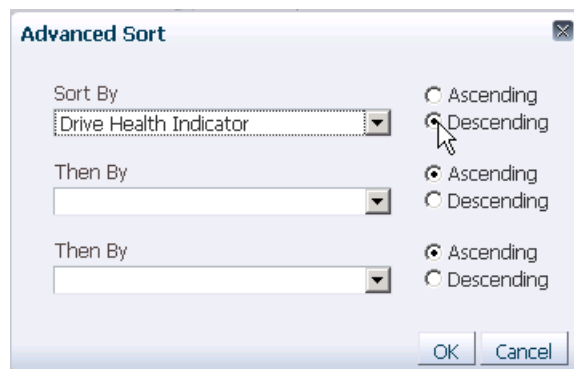 Advanced Sort
Sort By
Ascending
Drive Health Indicator
Descending
Then By
Ascending
Descending
Then By
Ascending
Descending
OK
Cancel